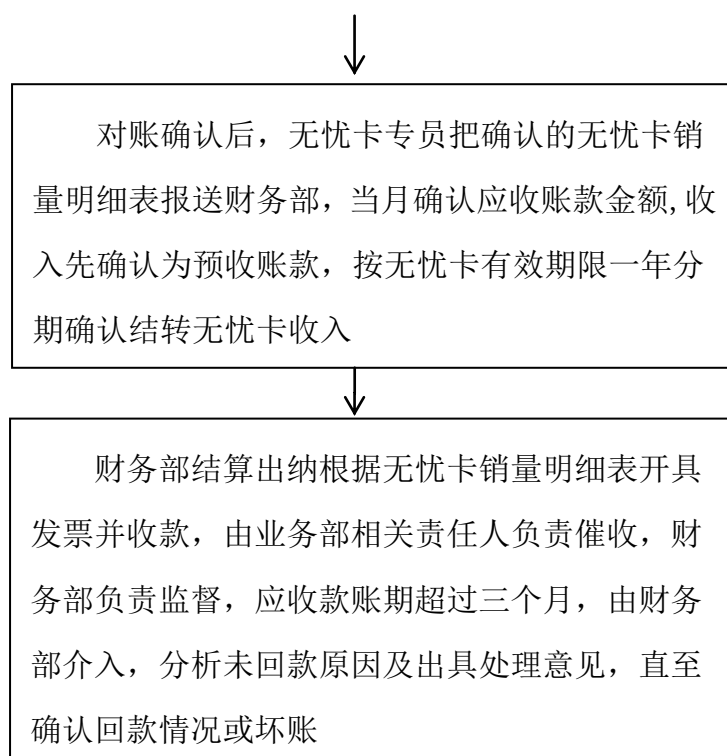 对账确认后，无忧卡专员把确认的无忧卡销
量明细表报送财务部，当月确认应收账款金额,收
入先确认为预收账款，按无忧卡有效期限一年分
期确认结转无忧卡收入
财务部结算出纳根据无忧卡销量明细表开具
发票并收款，由业务部相关责任人负责催收，财
务部负责监督，应收款账期超过三个月，由财务
部介入，分析未回款原因及出具处理意见，直至
确认回款情况或坏账